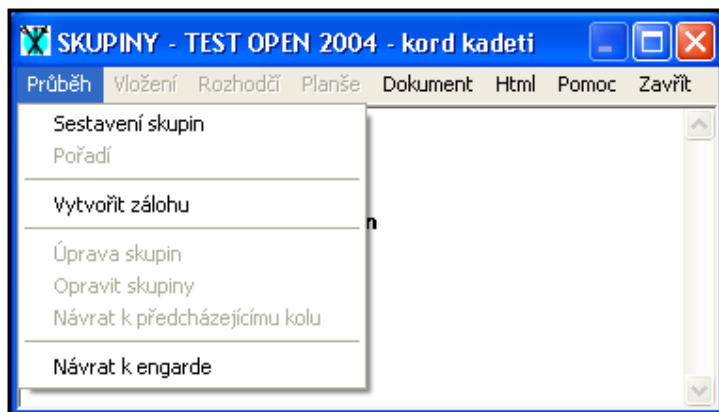 SKUPINY - TEST OPEN 2004 - kord kadeti
Průběh Vložení Rozhodčí Planše Dokument Html Pomoc Zavřít
Sestavení skupin
Pořadí
Vytvořit zálohu
n
Úprava skupin
Opravit skupiny
Návrat k předcházejícímu kolu
Návrat k engarde